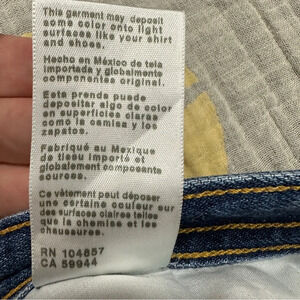 This garment may deposit
some color onto light
surfaces like your shirt
and shoes.
Hecho en México de tela
importada y globalmente
componentes original.
Esta prenda puede
depositar algo de color
en superficies claras
como la camisa y los
zapatos.
Fabriqué au Mexique
de tissu importé et
globalement composants
sources.
Ce vêtement peut déposer
une certaine couleur sur
des surfaces claires telles
que la chemise et les
chaussures.
RN 104857
CA 59944